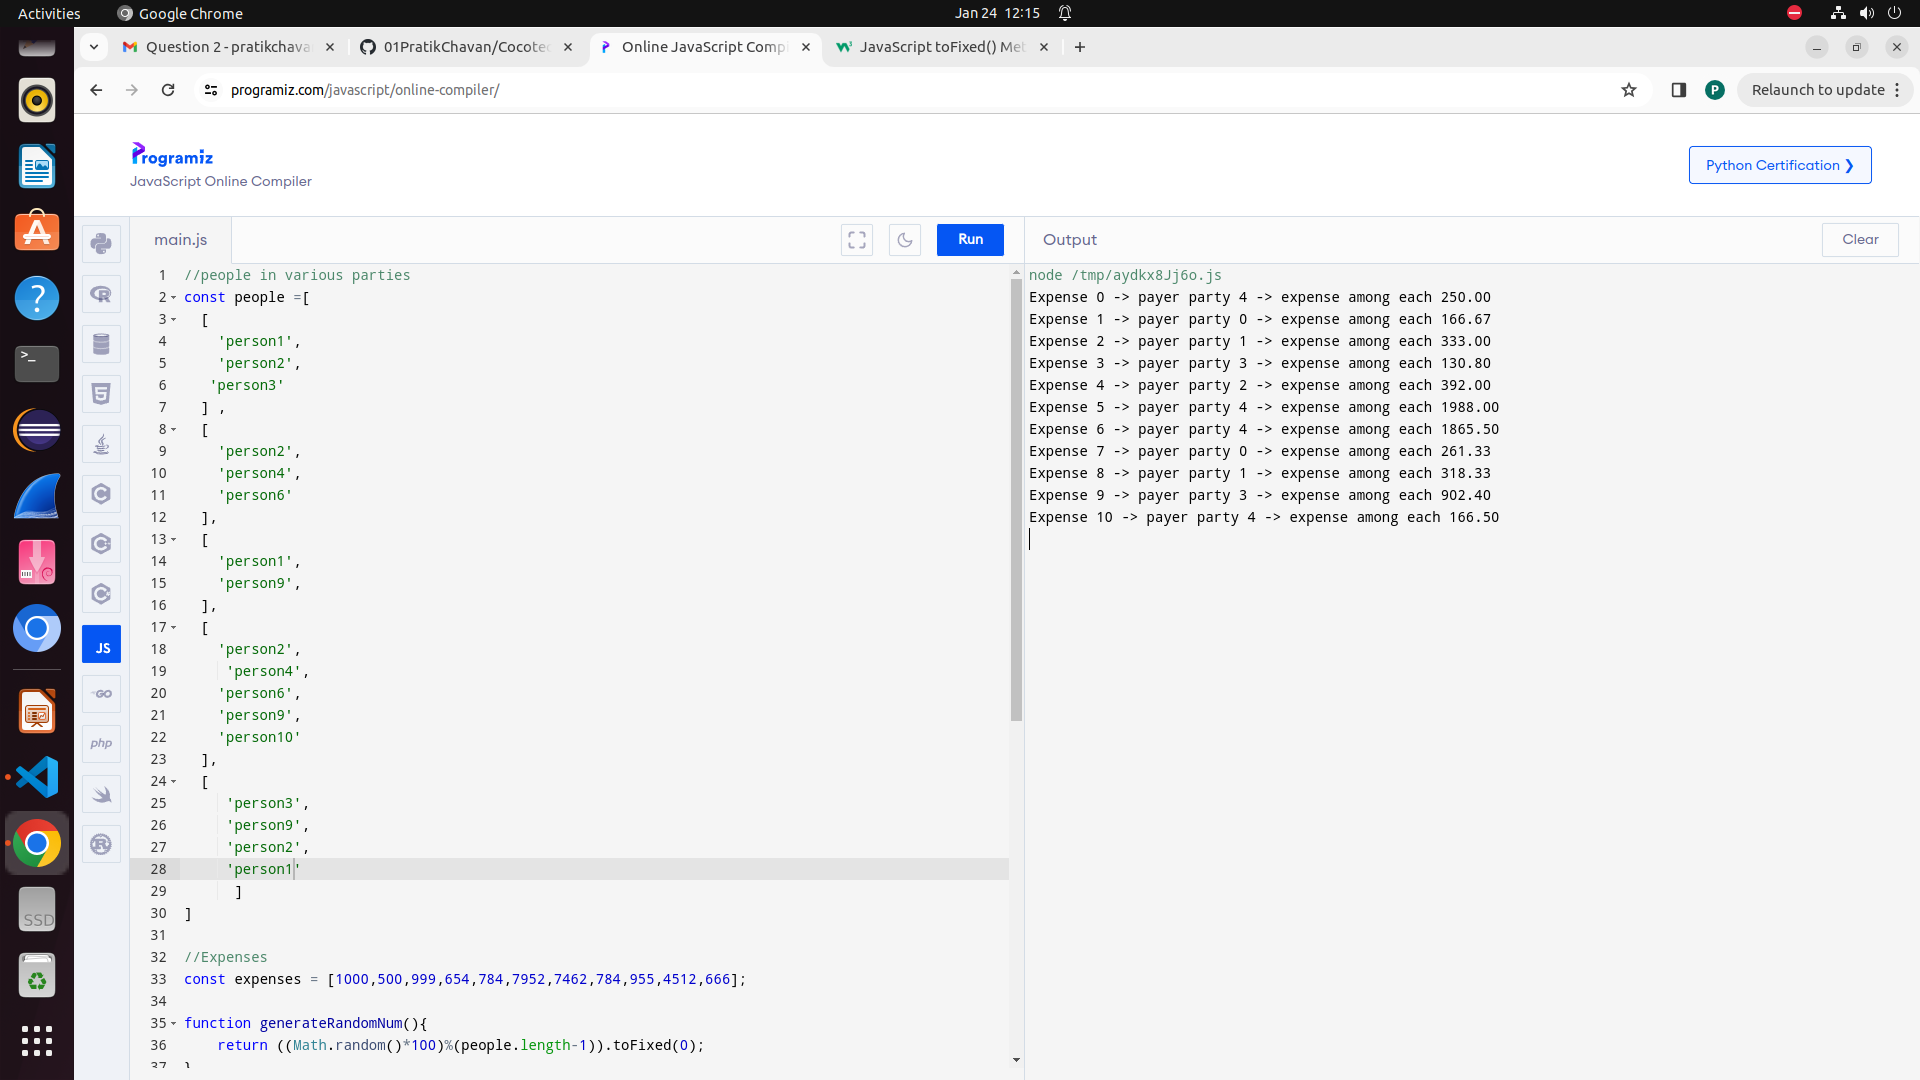 Activities
Google Chrome
Jan 24 12:15
Question 2 - pratikchava
01PratikChavan/Cocotec
Online JavaScript Compi
JavaScript toFixed() Met
programiz.com/javascript/online-compiler/
P
Relaunch to update
Programiz
JavaScript Online Compiler
Python Certification ❯
main.js
Run
Output
Clear
1 //people in various parties
2 const people =[
3 [
4 'person1',
5 'person2',
6 'person3'
7 ] ,
8 [
9 'person2',
10 'person4',
11 'person6'
12 ],
13 [
14 'person1',
15 'person9',
16 ],
17 [
18 'person2',
19 'person4',
20 'person6',
21 'person9',
22 'person10'
23 ],
24 [
25 'person3',
26 'person9',
27 'person2',
28 'person1'
29 ]
30 ]
31
32 //Expenses
33 const expenses = [1000,500,999,654,784,7952,7462,784,955,4512,666];
34
35 function generateRandomNum(){
36 return ((Math.random()*100)%(people.length-1)).toFixed(0);
37 }
node /tmp/aydkx8Jj6o.js
Expense 0 -> payer party 4 -> expense among each 250.00
Expense 1 -> payer party 0 -> expense among each 166.67
Expense 2 -> payer party 1 -> expense among each 333.00
Expense 3 -> payer party 3 -> expense among each 130.80
Expense 4 -> payer party 2 -> expense among each 392.00
Expense 5 -> payer party 4 -> expense among each 1988.00
Expense 6 -> payer party 4 -> expense among each 1865.50
Expense 7 -> payer party 0 -> expense among each 261.33
Expense 8 -> payer party 1 -> expense among each 318.33
Expense 9 -> payer party 3 -> expense among each 902.40
Expense 10 -> payer party 4 -> expense among each 166.50
JS
GO
php
SSD